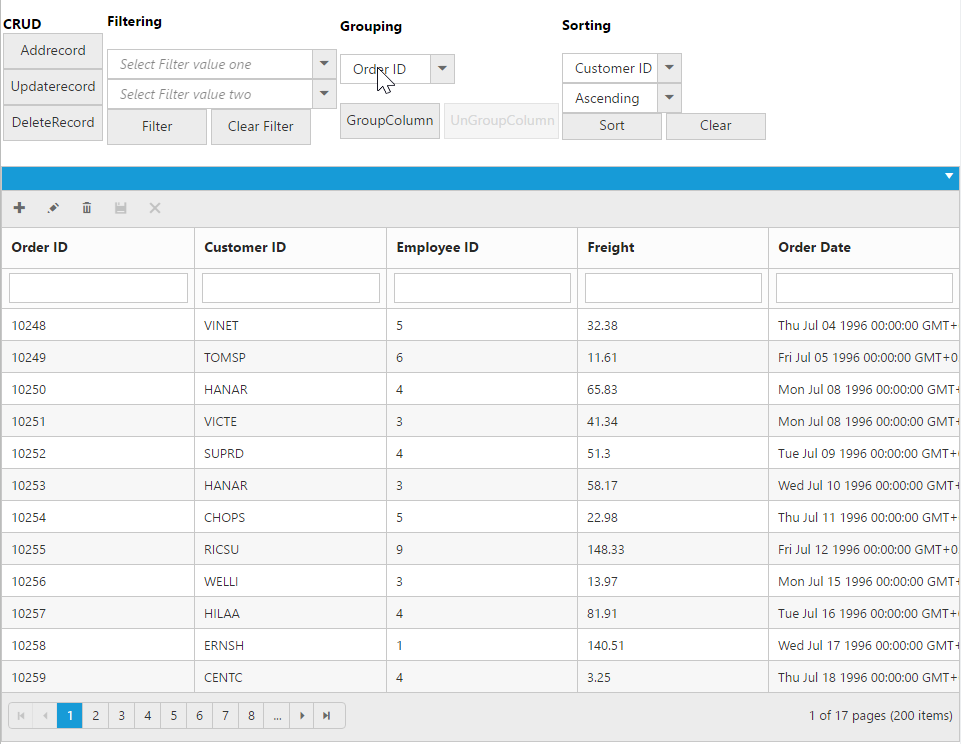 CRUD Filtering Grouping Sorting
Addrecord Select Filter value one Order ID Customer ID
Updaterecord Select Filter value two Ascending
DeleteRecord Filter Clear Filter GroupColumn UnGroupColumn Sort Clear
Order ID Customer ID Employee ID Freight Order Date
10248 VINET 5 32.38 Thu Jul 04 1996 00:00:00 GMT+
10249 TOMSP 6 11.61 Fri Jul 05 1996 00:00:00 GMT+0
10250 HANAR 4 65.83 Mon Jul 08 1996 00:00:00 GMT+
10251 VICTE 3 41.34 Mon Jul 08 1996 00:00:00 GMT+
10252 SUPRD 4 51.3 Tue Jul 09 1996 00:00:00 GMT+
10253 HANAR 3 58.17 Wed Jul 10 1996 00:00:00 GMT+
10254 CHOPS 5 22.98 Thu Jul 11 1996 00:00:00 GMT+
10255 RICSU 9 148.33 Fri Jul 12 1996 00:00:00 GMT+0
10256 WELLI 3 13.97 Mon Jul 15 1996 00:00:00 GMT+
10257 HILAA 4 81.91 Tue Jul 16 1996 00:00:00 GMT+
10258 ERNSH 1 140.51 Wed Jul 17 1996 00:00:00 GMT+
10259 CENTC 4 3.25 Thu Jul 18 1996 00:00:00 GMT+
1 2 3 4 5 6 7 8 ... 1 of 17 pages (200 items)